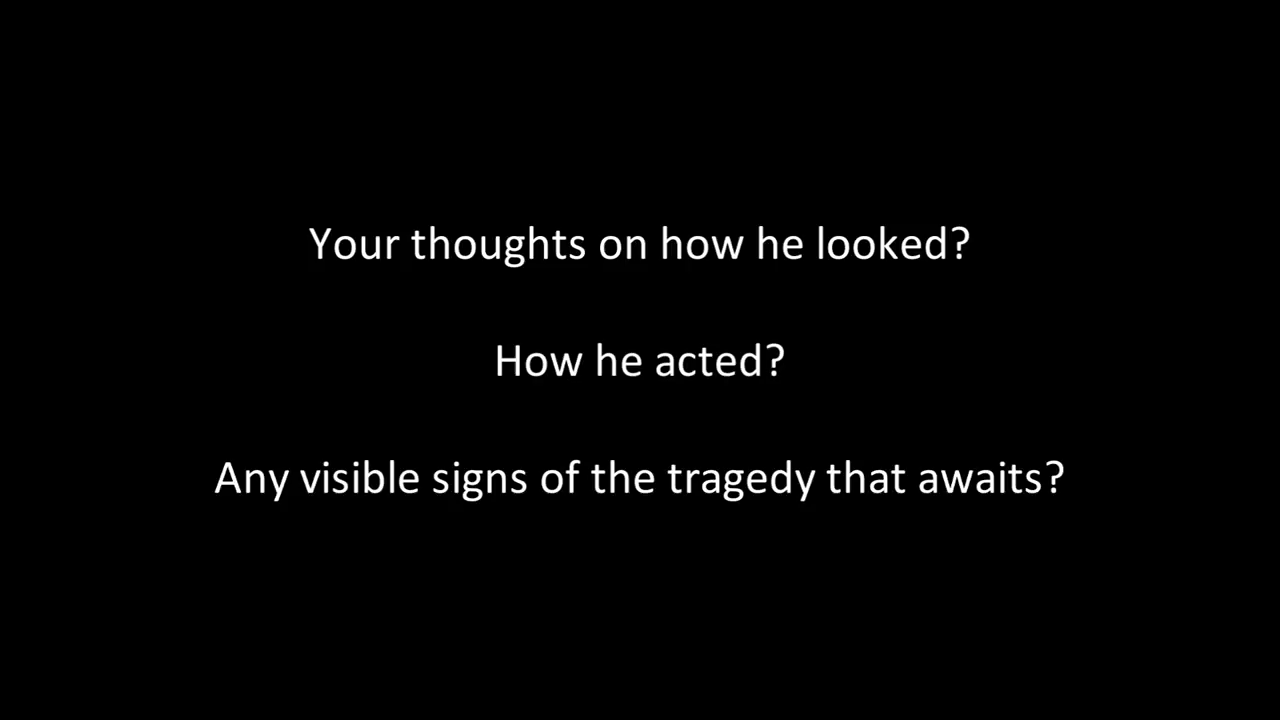 Your thoughts on how he looked?
How he acted?
Any visible signs of the tragedy that awaits?